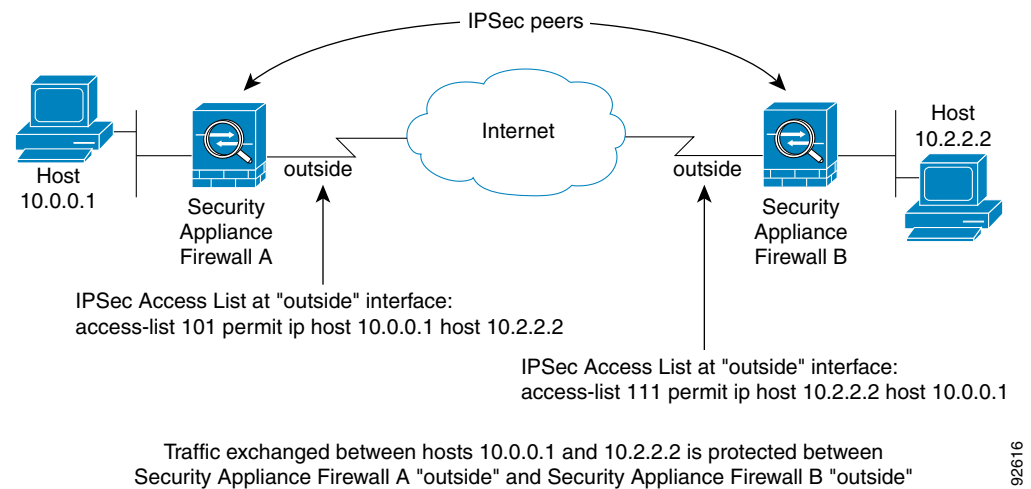 IPSec peers
Internet
Host
10.0.0.1
Security
Appliance
Firewall A
outside
outside
Security
Appliance
Firewall B
Host
10.2.2.2
IPSec Access List at "outside" interface:
access-list 101 permit ip host 10.0.0.1 host 10.2.2.2
IPSec Access List at "outside" interface:
access-list 111 permit ip host 10.2.2.2 host 10.0.0.1
Traffic exchanged between hosts 10.0.0.1 and 10.2.2.2 is protected between
Security Appliance Firewall A "outside" and Security Appliance Firewall B "outside"
92616